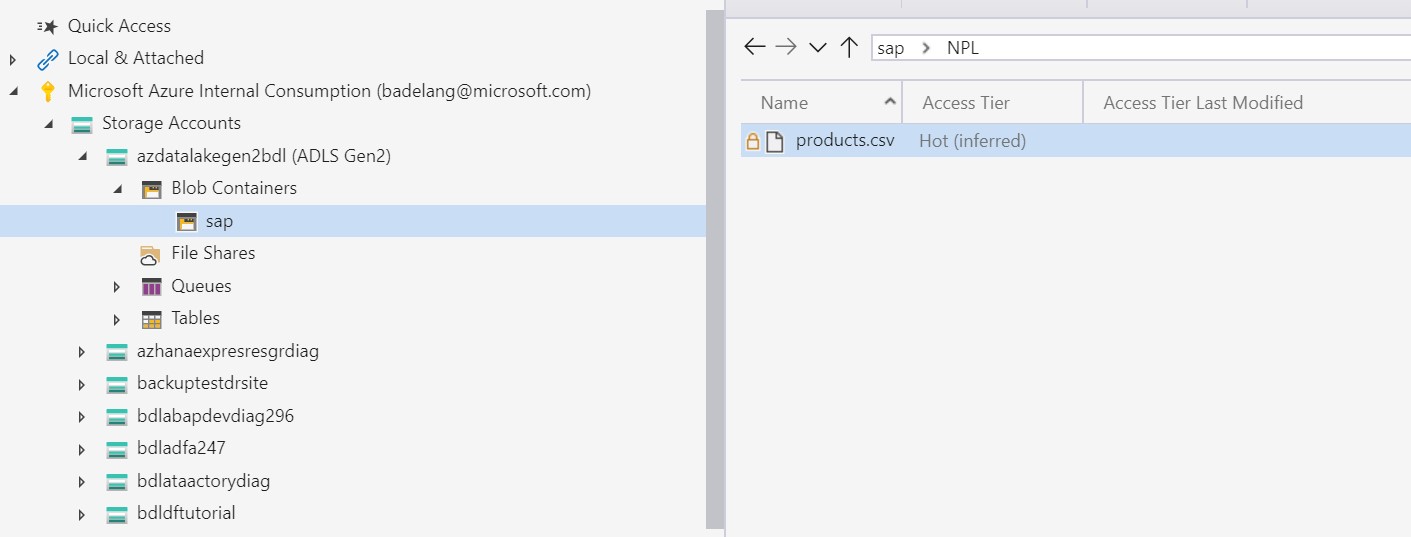 Quick Access
Local & Attached
Microsoft Azure Internal Consumption (badelang@microsoft.com)
Storage Accounts
azdatalakegen2bdl (ADLS Gen2)
Blob Containers
sap
File Shares
Queues
Tables
azhanaexpresresgrdiag
backuptestdrsite
bdlabapdevdiag296
bdladfa247
bdlataactorydiag
bdldftutorial
sap > NPL
Name Access Tier Access Tier Last Modified
products.csv Hot (inferred)